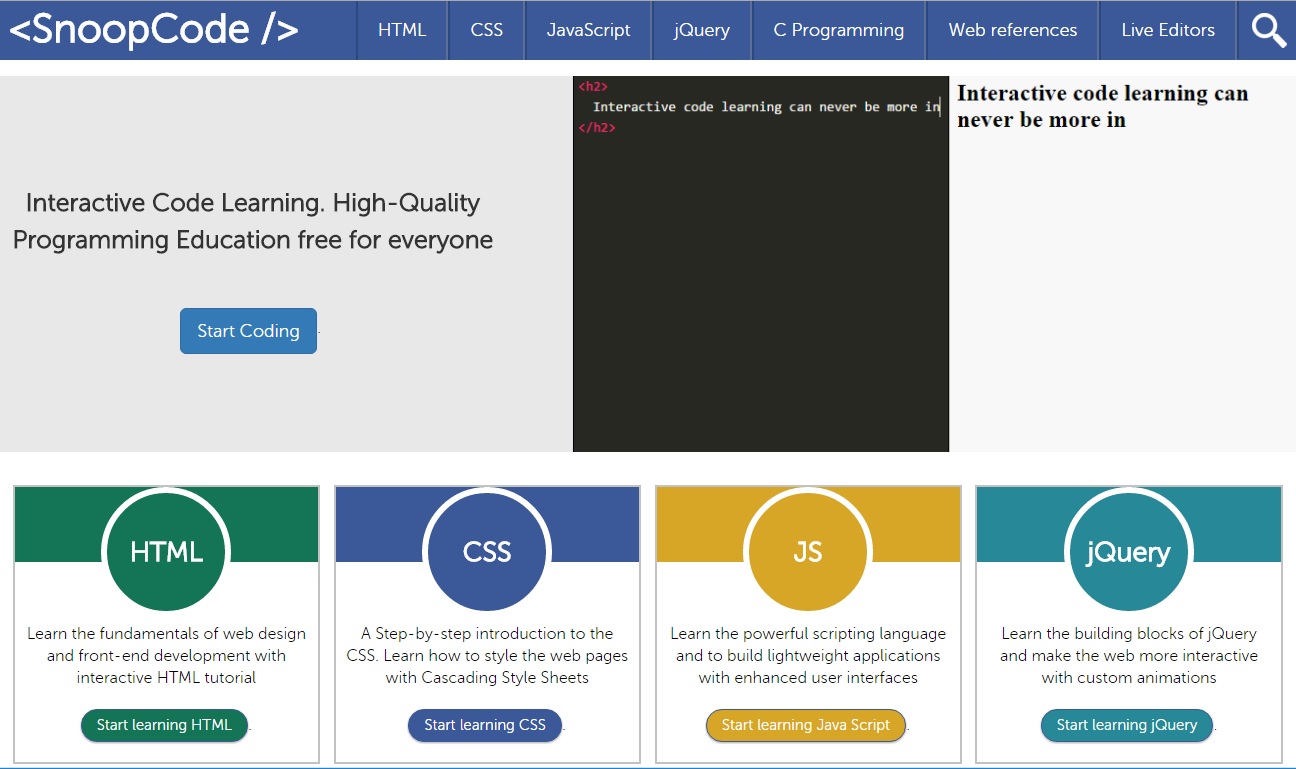 <SnoopCode />
HTML
CSS
JavaScript
jQuery
C Programming
Web references
Live Editors
Interactive Code Learning. High-Quality
Programming Education free for everyone
Start Coding
<h2>
Interactive code learning can never be more in
</h2>
Interactive code learning can
never be more in
HTML
Learn the fundamentals of web design
and front-end development with
interactive HTML tutorial
Start learning HTML
CSS
A Step-by-step introduction to the
CSS. Learn how to style the web pages
with Cascading Style Sheets
Start learning CSS
JS
Learn the powerful scripting language
and to build lightweight applications
with enhanced user interfaces
Start learning Java Script
jQuery
Learn the building blocks of jQuery
and make the web more interactive
with custom animations
Start learning jQuery